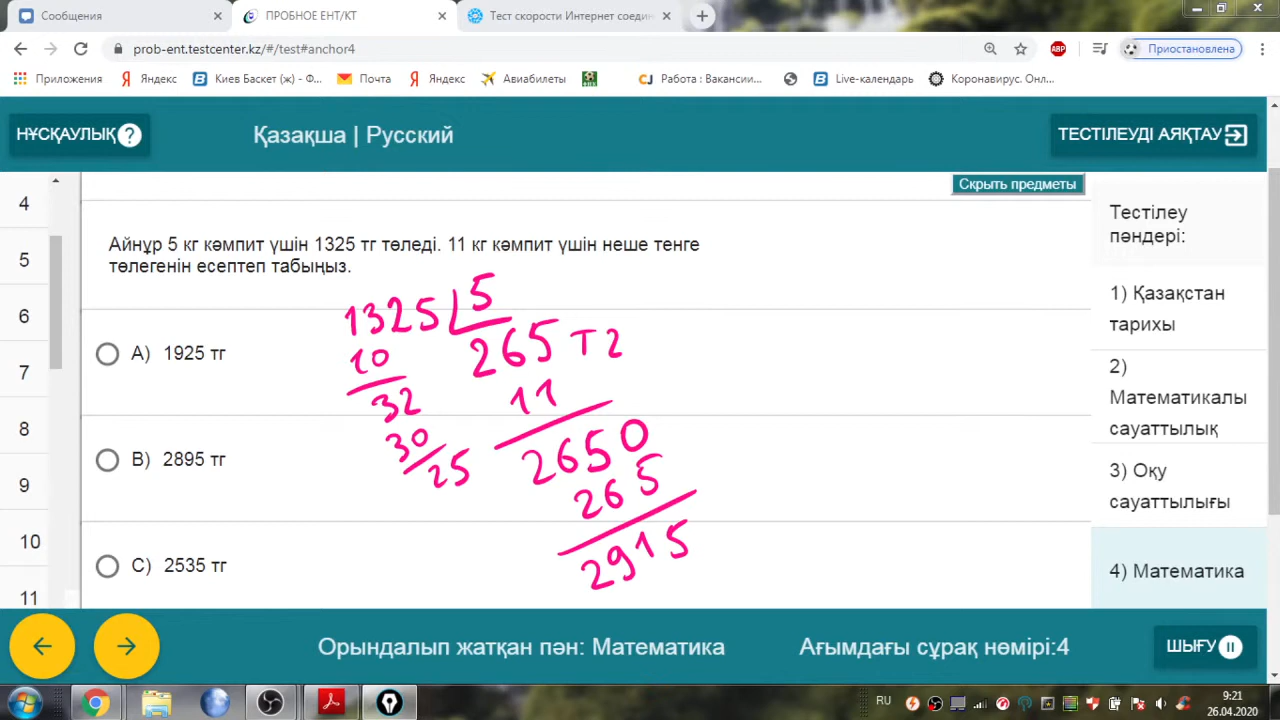 Сообщения
ПРОБНОЕ ЕНТ/КТ
Тест скорости Интернет соедин
prob-ent.testcenter.kz/#/test#anchor4
ABP
Приостановлена
Приложения
Яндекс
Киев Баскет (ж) - Ф...
Почта
Яндекс
Авиабилеты
Работа : Вакансии...
Live-календарь
Коронавирус. Онл...
НҰСҚАУЛЫҚ ?
Қазақша | Русский
ТЕСТІЛЕУДІ АЯҚТАУ
Скрыть предметы
4
5
6
7
8
9
10
11
Айнұр 5 кг кәмпит үшін 1325 тг төледі. 11 кг кәмпит үшін неше тенге
төлегенін есептеп табыңыз.
A) 1925 тг
B) 2895 тг
C) 2535 тг
1325 5
10 265 тг
32 11
30 2650
25 265
2915
Тестілеу
пәндері:
1) Қазақстан
тарихы
2)
Математикалы
сауаттылық
3) Оқу
сауаттылығы
4) Математика
Орындалып жатқан пән: Математика
Ағымдағы сұрақ нөмірі:4
ШЫҒУ
RU
9:21
26.04.2020